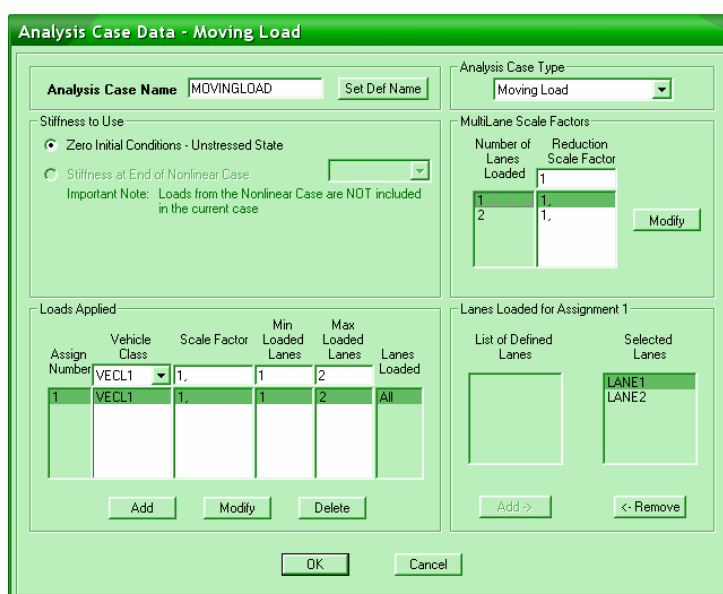 Analysis Case Data - Moving Load
Analysis Case Name MOVINGLOAD Set Def Name
Analysis Case Type
Moving Load
Stiffness to Use
Zero Initial Conditions - Unstressed State
Stiffness at End of Nonlinear Case
Important Note: Loads from the Nonlinear Case are NOT included
in the current case
MultiLane Scale Factors
Number of Reduction
Lanes Scale Factor
Loaded 1
1 1,
2 1,
Modify
Loads Applied
Min Max
Vehicle Loaded Loaded
Assign Class Scale Factor Lanes Lanes Lanes
Number VECL1 1, 1 2 Loaded
1 VECL1 1, 1 2 All
Add Modify Delete
Lanes Loaded for Assignment 1
List of Defined Selected
Lanes Lanes
LANE1
LANE2
Add -> <- Remove
OK Cancel